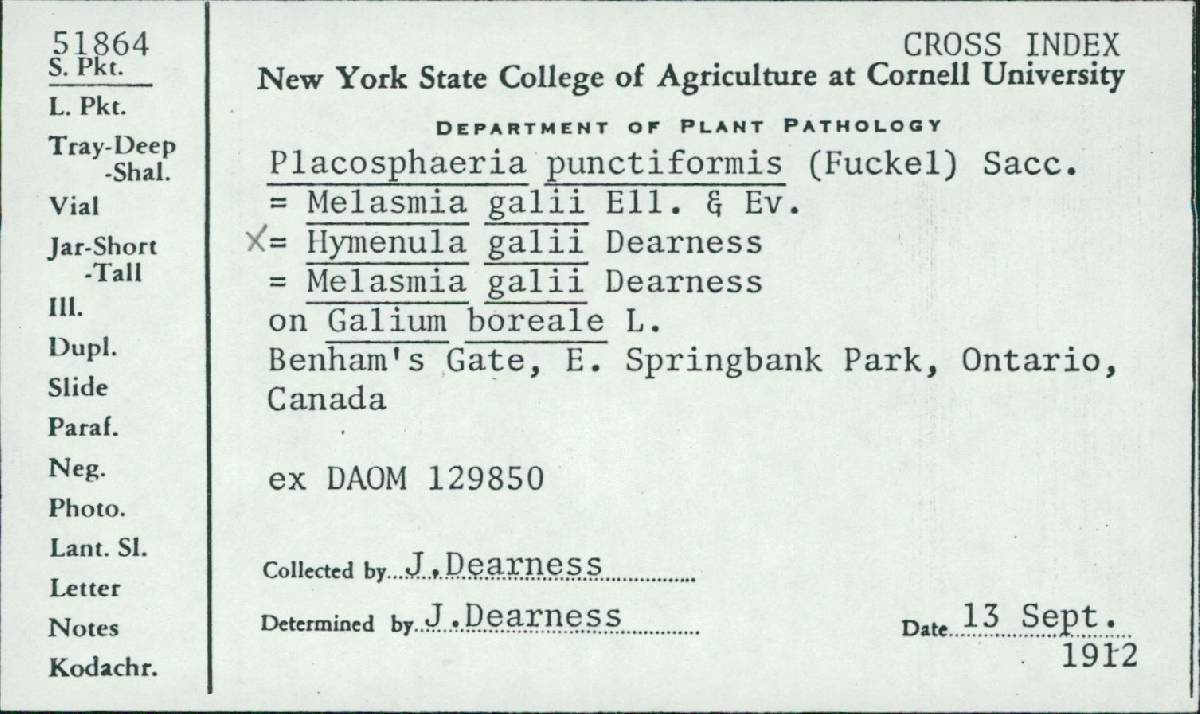 51864
S. Pkt.
L. Pkt.
Tray-Deep
-Shal.
Vial
Jar-Short
-Tall
Ill.
Dupl.
Slide
Paraf.
Neg.
Photo.
Lant. Sl.
Letter
Notes
Kodachr.
CROSS INDEX
New York State College of Agriculture at Cornell University
DEPARTMENT OF PLANT PATHOLOGY
Placosphaeria punctiformis (Fuckel) Sacc.
= Melasmia galii Ell. & Ev.
X= Hymenula galii Dearness
= Melasmia galii Dearness
on Galium boreale L.
Benham's Gate, E. Springbank Park, Ontario,
Canada
ex DAOM 129850
Collected by J.Dearness
Determined by J.Dearness
Date 13 Sept.
1912